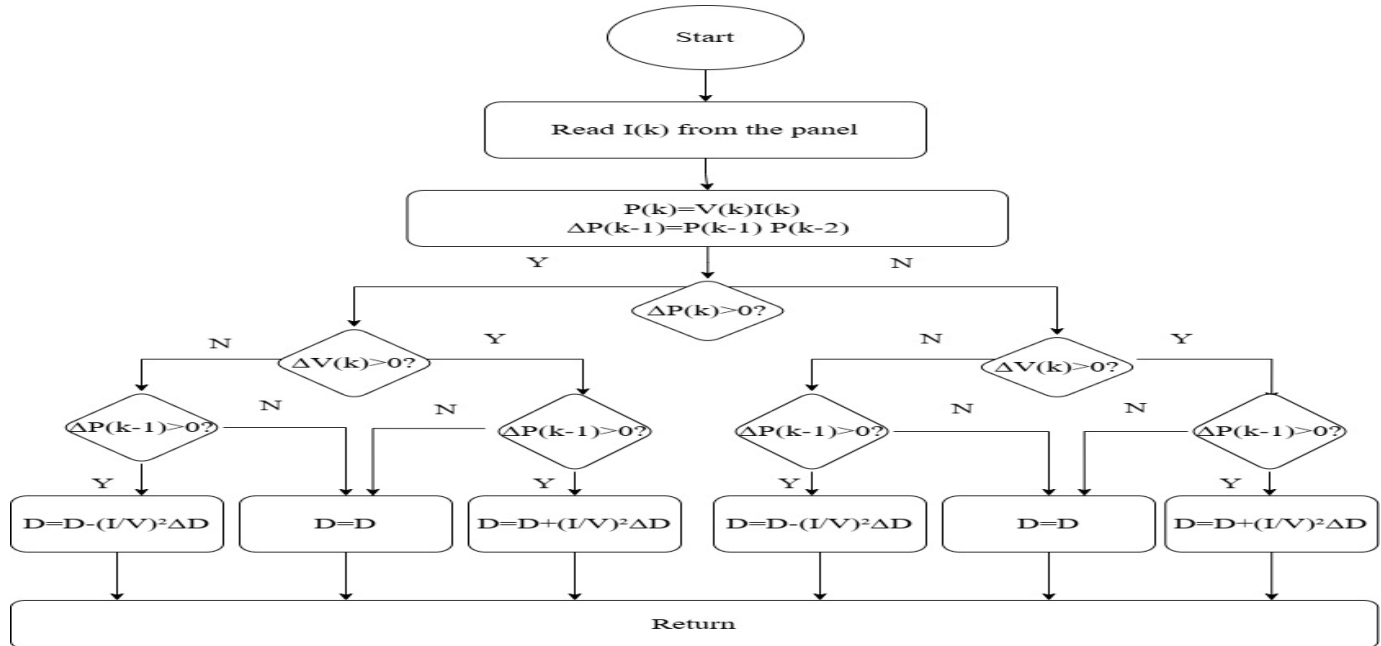 Start
Read I(k) from the panel
P(k)=V(k)I(k)
ΔP(k-1)=P(k-1) P(k-2)
Y
N
ΔP(k)>0?
N
ΔV(k)>0?
Y
N
ΔV(k)>0?
Y
ΔP(k-1)>0?
N
N
ΔP(k-1)>0?
ΔP(k-1)>0?
N
N
ΔP(k-1)>0?
Y
Y
Y
Y
D=D-(I/V)²ΔD
D=D
D=D+(I/V)²ΔD
D=D-(I/V)²ΔD
D=D
D=D+(I/V)²ΔD
Return